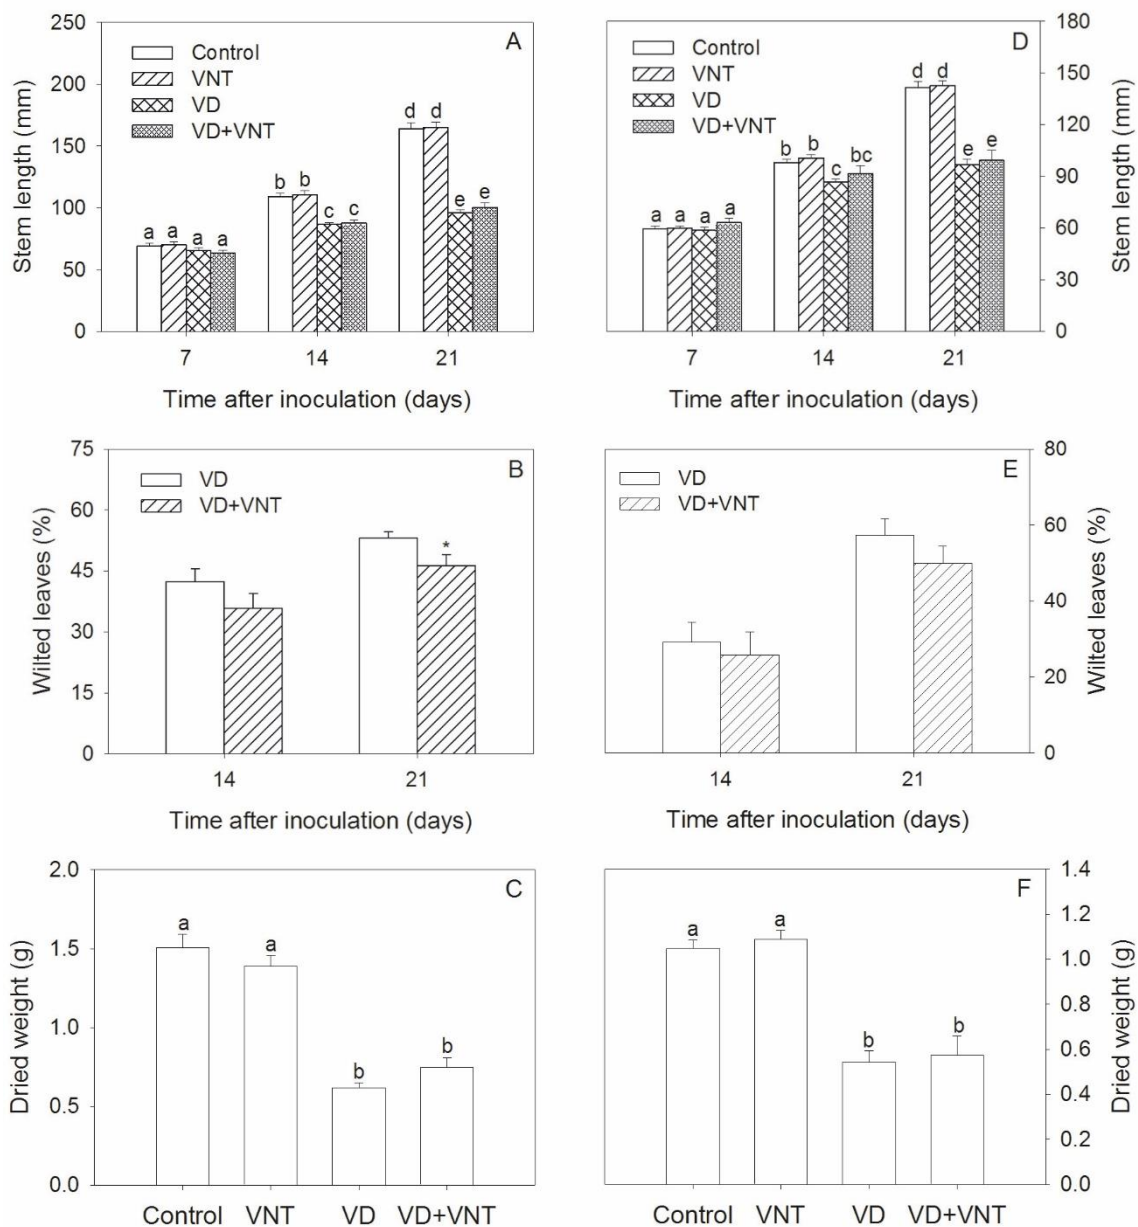 A
Control
VNT
VD
VD+VNT
Stem length (mm)
250
200
150
100
50
0
a a a a
b b c c
d d e e
7 14 21
Time after inoculation (days)
D
Control
VNT
VD
VD+VNT
Stem length (mm)
180
150
120
90
60
30
0
a a a a
b b c bc
d d e e
7 14 21
Time after inoculation (days)
B
VD
VD+VNT
Wilted leaves (%)
75
60
45
30
15
0
*
14 21
Time after inoculation (days)
E
VD
VD+VNT
Wilted leaves (%)
80
60
40
20
0
14 21
Time after inoculation (days)
C
Dried weight (g)
2.0
1.5
1.0
0.5
0.0
a a b b
Control VNT VD VD+VNT
F
Dried weight (g)
1.4
1.2
1.0
0.8
0.6
0.4
0.2
0.0
a a b b
Control VNT VD VD+VNT